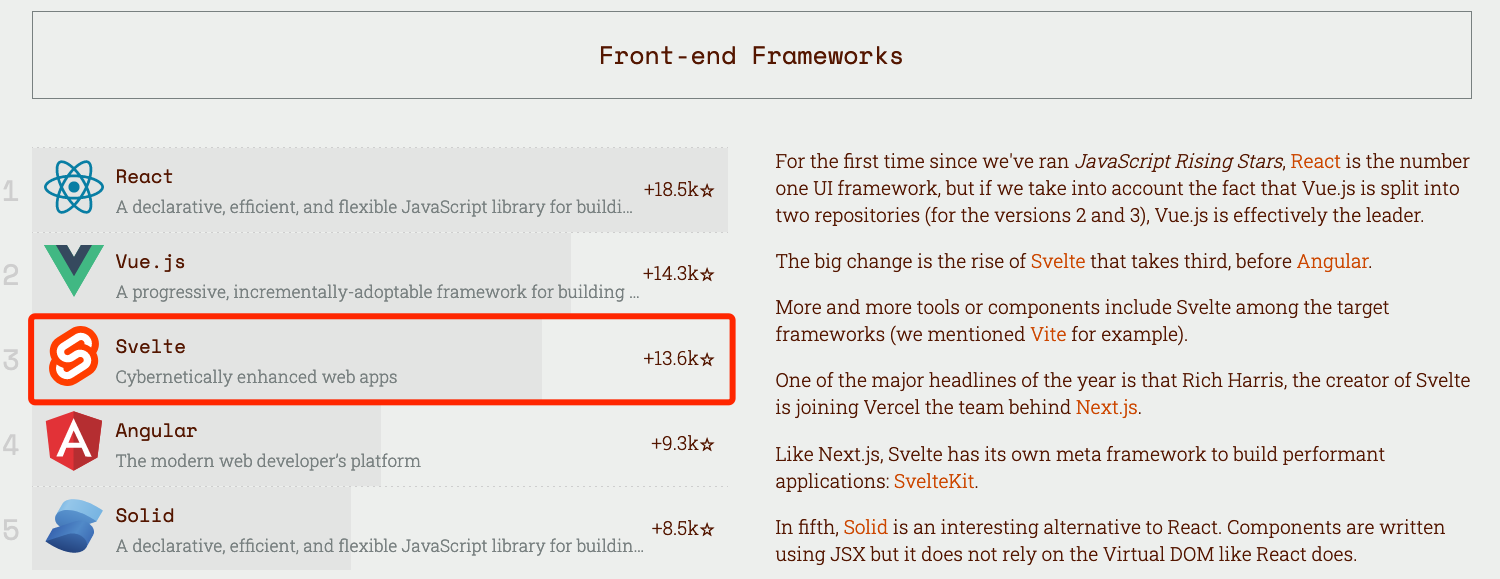 Front-end Frameworks
1
React
A declarative, efficient, and flexible JavaScript library for buildi...
+18.5k☆
2
Vue.js
A progressive, incrementally-adoptable framework for building ...
+14.3k☆
3
Svelte
Cybernetically enhanced web apps
+13.6k☆
4
Angular
The modern web developer's platform
+9.3k☆
5
Solid
A declarative, efficient, and flexible JavaScript library for buildin...
+8.5k☆
For the first time since we've ran JavaScript Rising Stars, React is the number
one UI framework, but if we take into account the fact that Vue.js is split into
two repositories (for the versions 2 and 3), Vue.js is effectively the leader.
The big change is the rise of Svelte that takes third, before Angular.
More and more tools or components include Svelte among the target
frameworks (we mentioned Vite for example).
One of the major headlines of the year is that Rich Harris, the creator of Svelte
is joining Vercel the team behind Next.js.
Like Next.js, Svelte has its own meta framework to build performant
applications: SvelteKit.
In fifth, Solid is an interesting alternative to React. Components are written
using JSX but it does not rely on the Virtual DOM like React does.